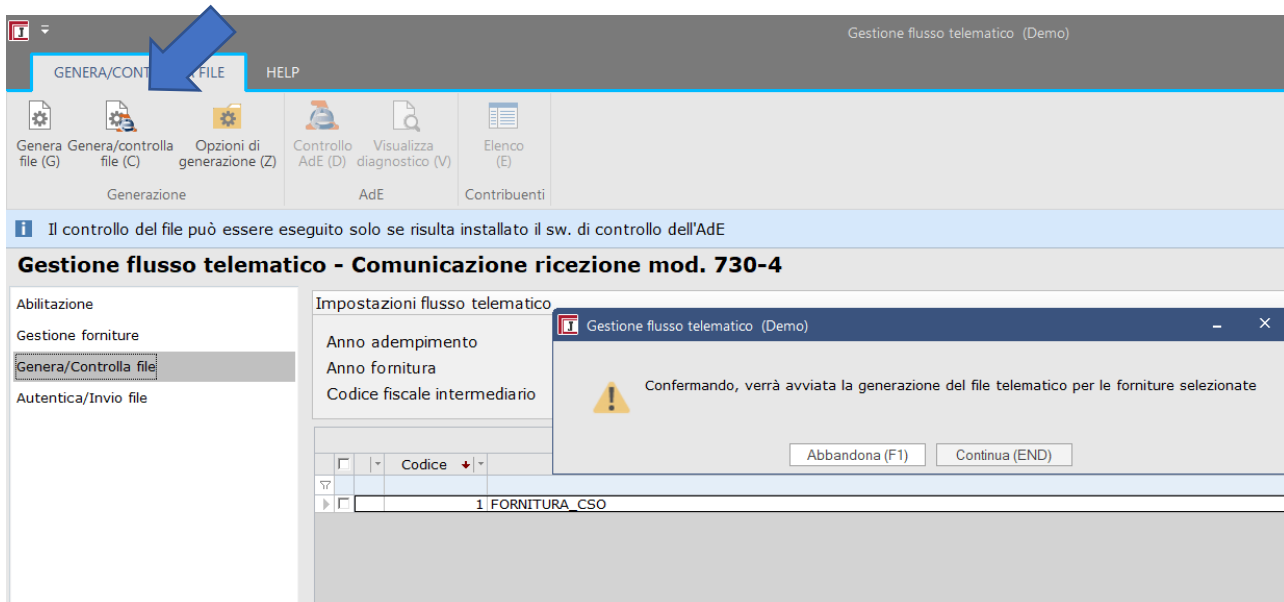 Gestione flusso telematico (Demo)
GENERA/CONT FILE HELP
Genera file (G)
Genera/controlla file (C)
Opzioni di generazione (Z)
Controllo AdE (D)
Visualizza diagnostico (V)
Elenco (E)
Generazione AdE Contribuenti
Il controllo del file può essere eseguito solo se risulta installato il sw. di controllo dell'AdE
Gestione flusso telematico - Comunicazione ricezione mod. 730-4
Abilitazione
Gestione forniture
Genera/Controlla file
Autentica/Invio file
Impostazioni flusso telematico
Anno adempimento
Anno fornitura
Codice fiscale intermediario
Gestione flusso telematico (Demo)
Confermando, verrà avviata la generazione del file telematico per le forniture selezionate
Abbandona (F1) Continua (END)
Codice
1 FORNITURA_CSO